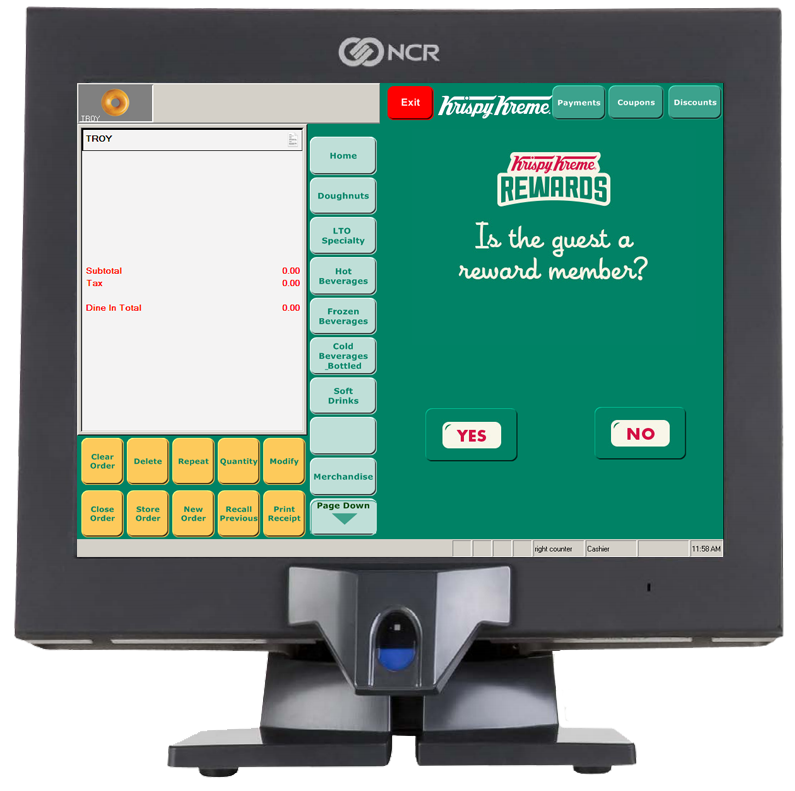 NCR
TROY
Exit
Krispy Kreme
Payments
Coupons
Discounts
TROY
Subtotal 0.00
Tax 0.00
Dine In Total 0.00
Home
Doughnuts
LTO
Specialty
Hot
Beverages
Frozen
Beverages
Cold
Beverages
_Bottled
Soft
Drinks
Merchandise
Page Down
Krispy Kreme
REWARDS
Is the guest a
reward member?
YES
NO
Clear
Order
Delete
Repeat
Quantity
Modify
Close
Order
Store
Order
New
Order
Recall
Previous
Print
Receipt
right counter
Cashier
11:58 AM